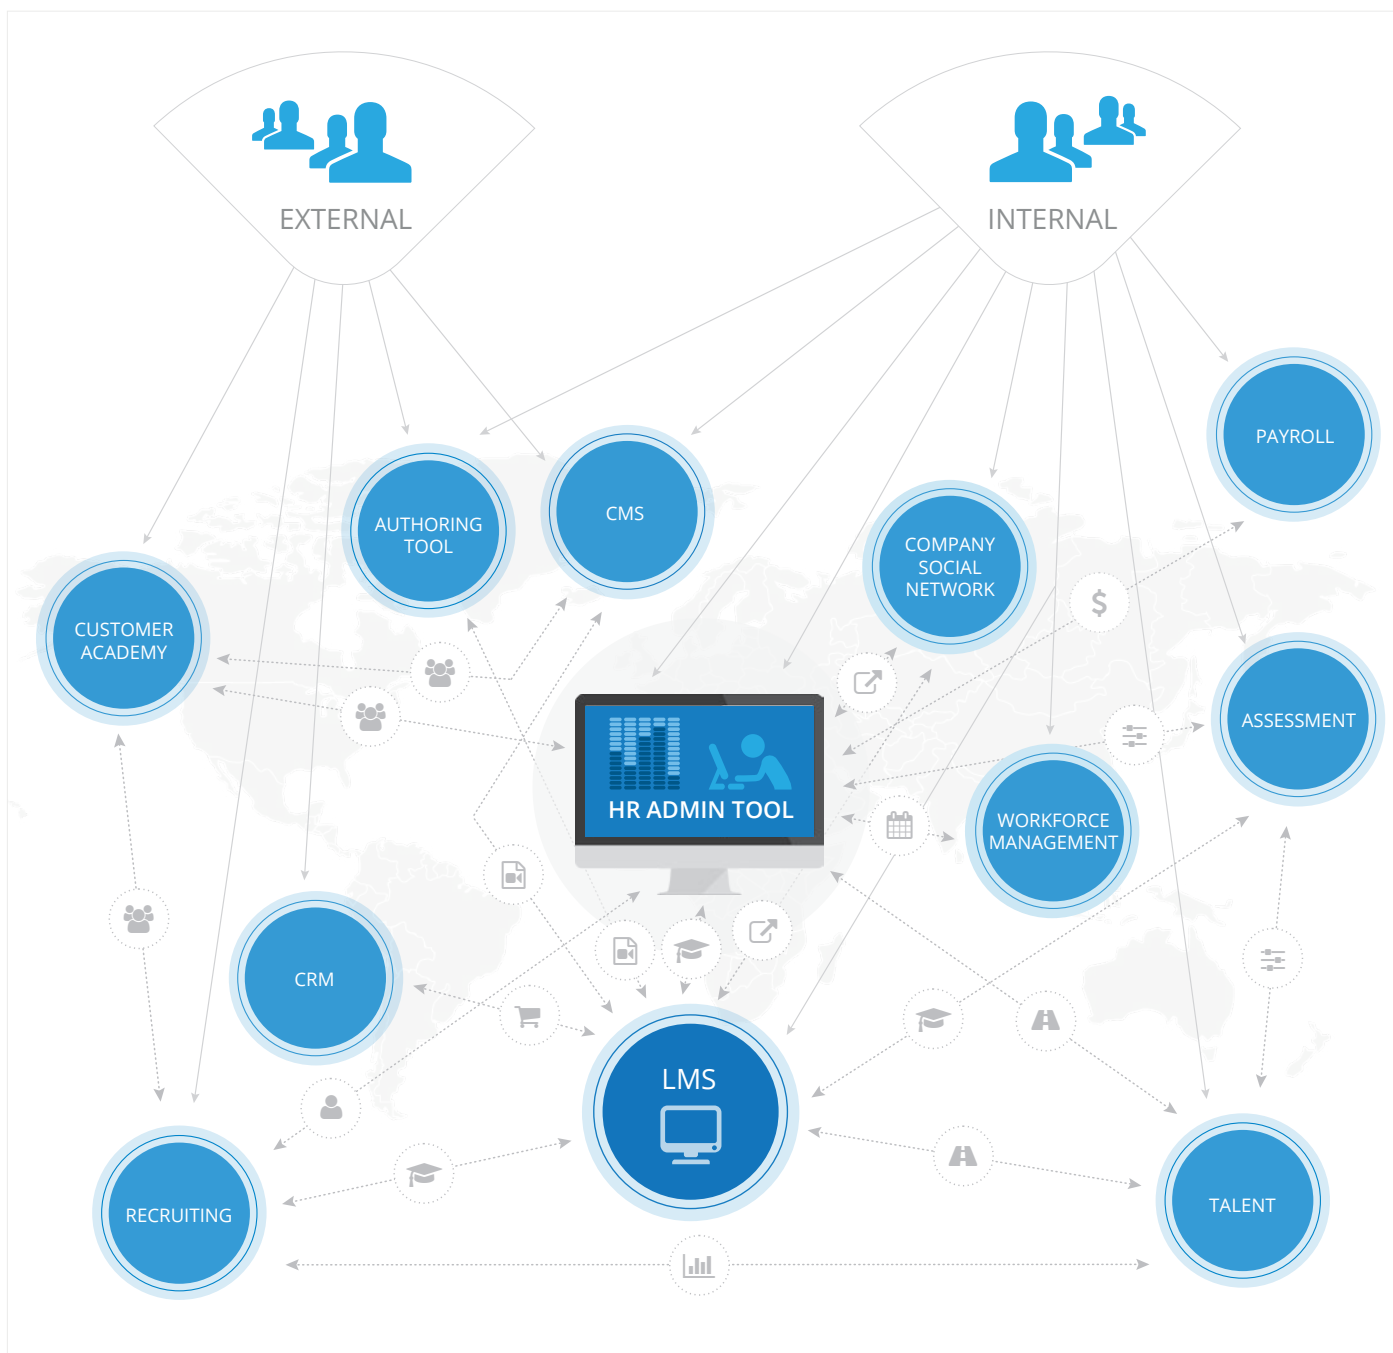 EXTERNAL
INTERNAL
PAYROLL
AUTHORING
TOOL
CMS
COMPANY
SOCIAL
NETWORK
$
CUSTOMER
ACADEMY
ASSESSMENT
HR ADMIN TOOL
WORKFORCE
MANAGEMENT
CRM
LMS
RECRUITING
TALENT